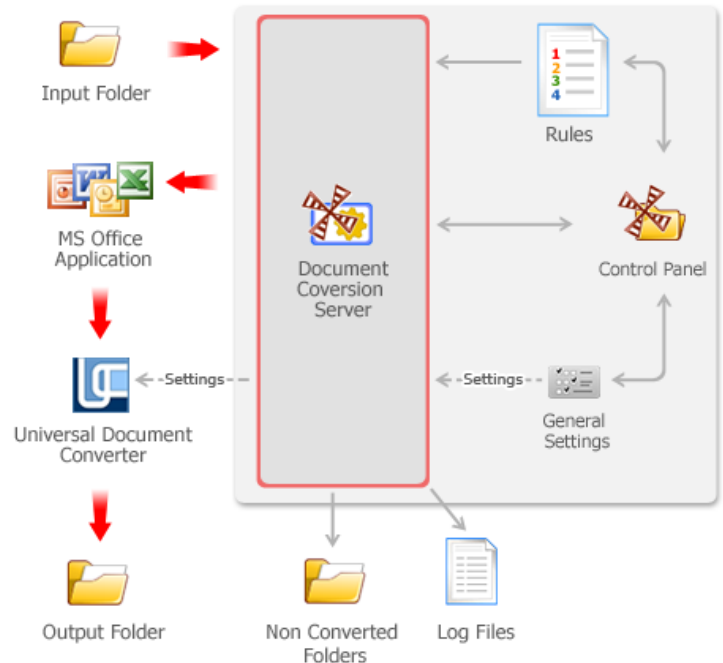 Input Folder
1
2
3
4
Rules
MS Office
Application
Document
Coversion
Server
Control Panel
Settings
Settings
Universal Document
Converter
General
Settings
Output Folder
Non Converted
Folders
Log Files